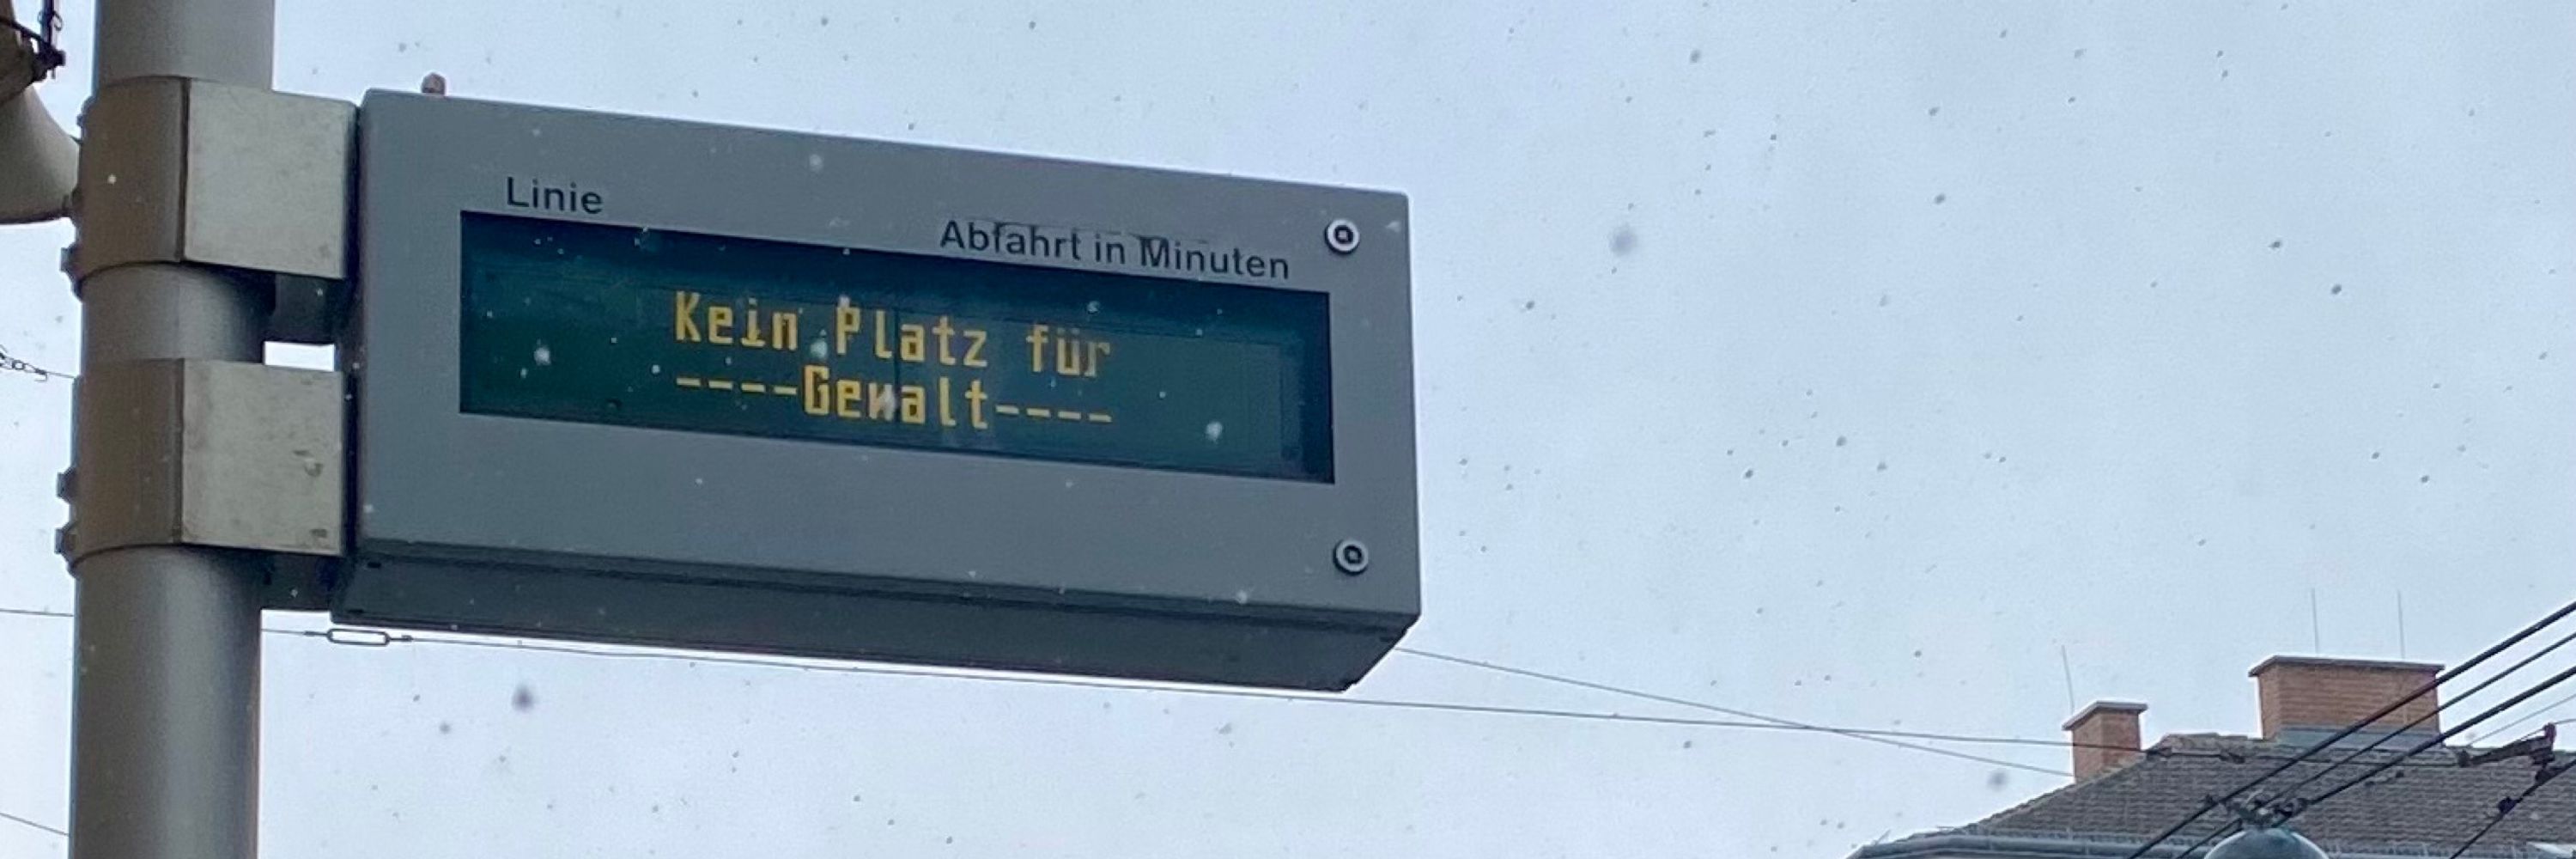 Linie
Abfahrt in Minuten
Kein Platz für
----Gewalt----